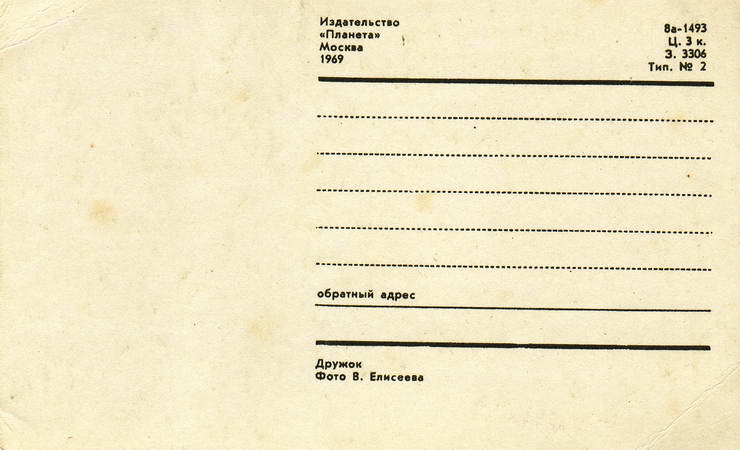 Издательство
«Планета»
Москва
1969
8а-1493
Ц. 3 к.
З. 3306
Тип. № 2
обратный адрес
Дружок
Фото В. Елисеева